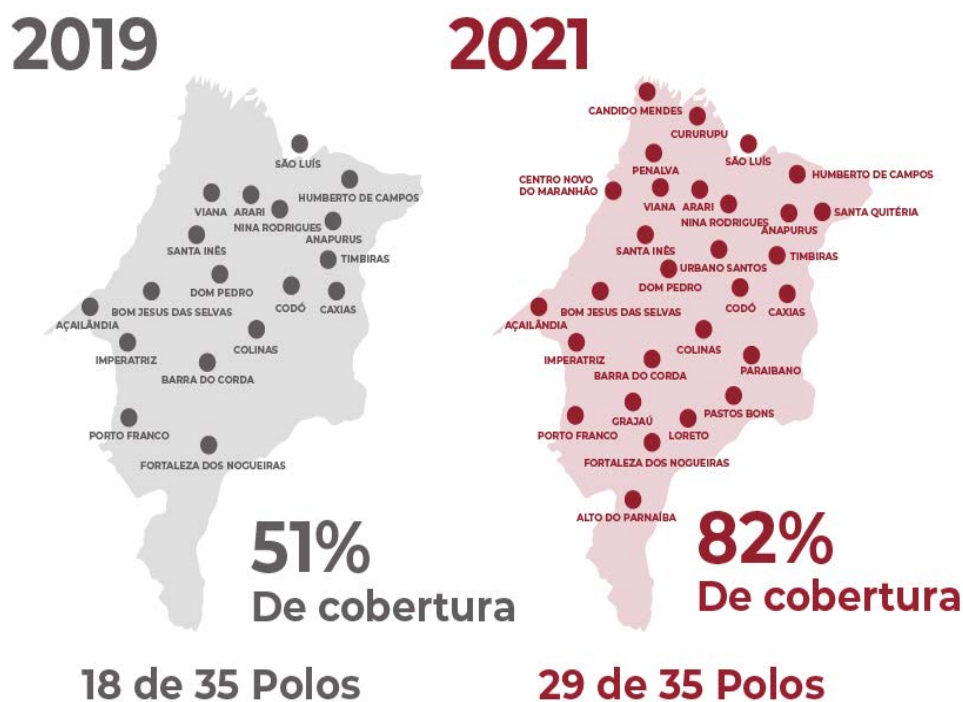 2019
SÃO LUÍS
HUMBERTO DE CAMPOS
VIANA
ARARI
NINA RODRIGUES
ANAPURUS
SANTA INÊS
TIMBIRAS
DOM PEDRO
CODÓ
CAXIAS
BOM JESUS DAS SELVAS
AÇAILÂNDIA
COLINAS
IMPERATRIZ
BARRA DO CORDA
PORTO FRANCO
FORTALEZA DOS NOGUEIRAS
51%
De cobertura
18 de 35 Polos
2021
CANDIDO MENDES
CURURUPU
SÃO LUÍS
PENALVA
HUMBERTO DE CAMPOS
CENTRO NOVO
DO MARANHÃO
VIANA
ARARI
NINA RODRIGUES
SANTA QUITÉRIA
ANAPURUS
SANTA INÊS
URBANO SANTOS
TIMBIRAS
DOM PEDRO
CODÓ
CAXIAS
BOM JESUS DAS SELVAS
AÇAILÂNDIA
COLINAS
IMPERATRIZ
BARRA DO CORDA
PARAIBANO
PASTOS BONS
GRAJAÚ
PORTO FRANCO
LORETO
FORTALEZA DOS NOGUEIRAS
ALTO DO PARNAÍBA
82%
De cobertura
29 de 35 Polos